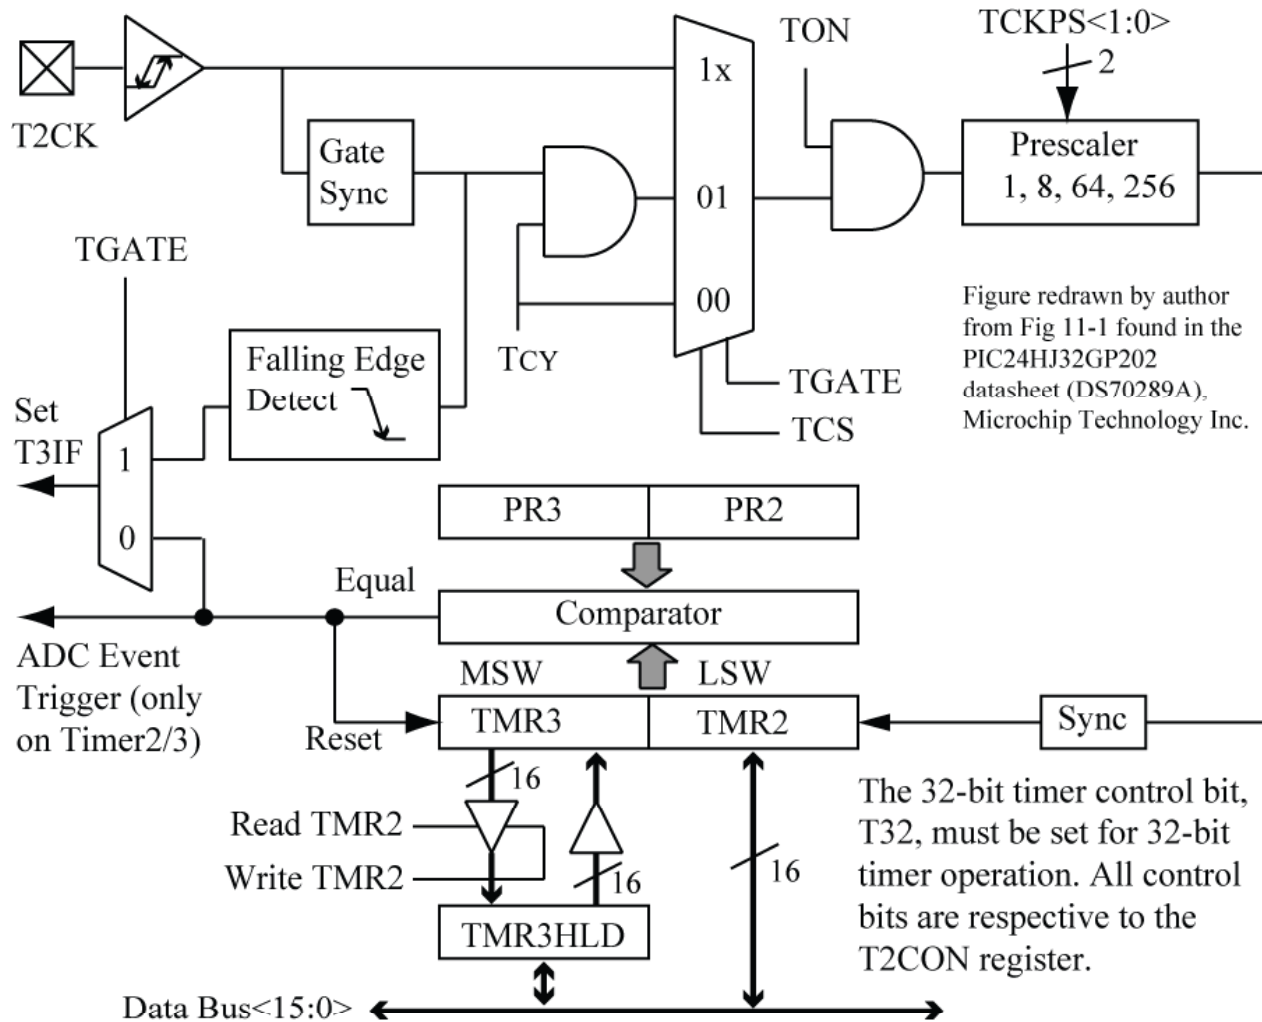 TON
TCKPS<1:0>
2
T2CK
1x
Gate
Sync
Prescaler
1, 8, 64, 256
01
TGATE
00
Figure redrawn by author
from Fig 11-1 found in the
PIC24HJ32GP202
datasheet (DS70289A),
Microchip Technology Inc.
TCY
Falling Edge
Detect
TGATE
TCS
Set
T3IF
1
0
PR3
PR2
Equal
Comparator
ADC Event
Trigger (only
on Timer2/3)
MSW
LSW
Reset
TMR3
TMR2
Sync
16
Read TMR2
Write TMR2
16
16
The 32-bit timer control bit,
T32, must be set for 32-bit
timer operation. All control
bits are respective to the
T2CON register.
TMR3HLD
Data Bus<15:0>